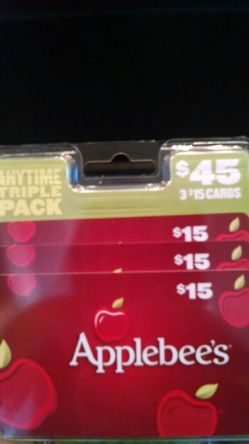 ANYTIME
TRIPLE
PACK
$45
3 $15 CARDS
$15
$15
$15
Applebee's